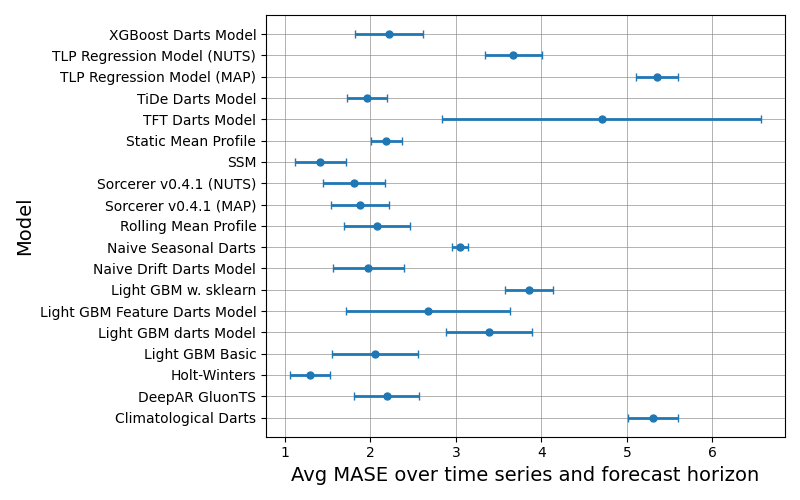 XGBoost Darts Model
TLP Regression Model (NUTS)
TLP Regression Model (MAP)
TiDe Darts Model
TFT Darts Model
Static Mean Profile
SSM
Sorcerer v0.4.1 (NUTS)
Sorcerer v0.4.1 (MAP)
Rolling Mean Profile
Naive Seasonal Darts
Naive Drift Darts Model
Light GBM w. sklearn
Light GBM Feature Darts Model
Light GBM darts Model
Light GBM Basic
Holt-Winters
DeepAR GluonTS
Climatological Darts
Model
1 2 3 4 5 6
Avg MASE over time series and forecast horizon